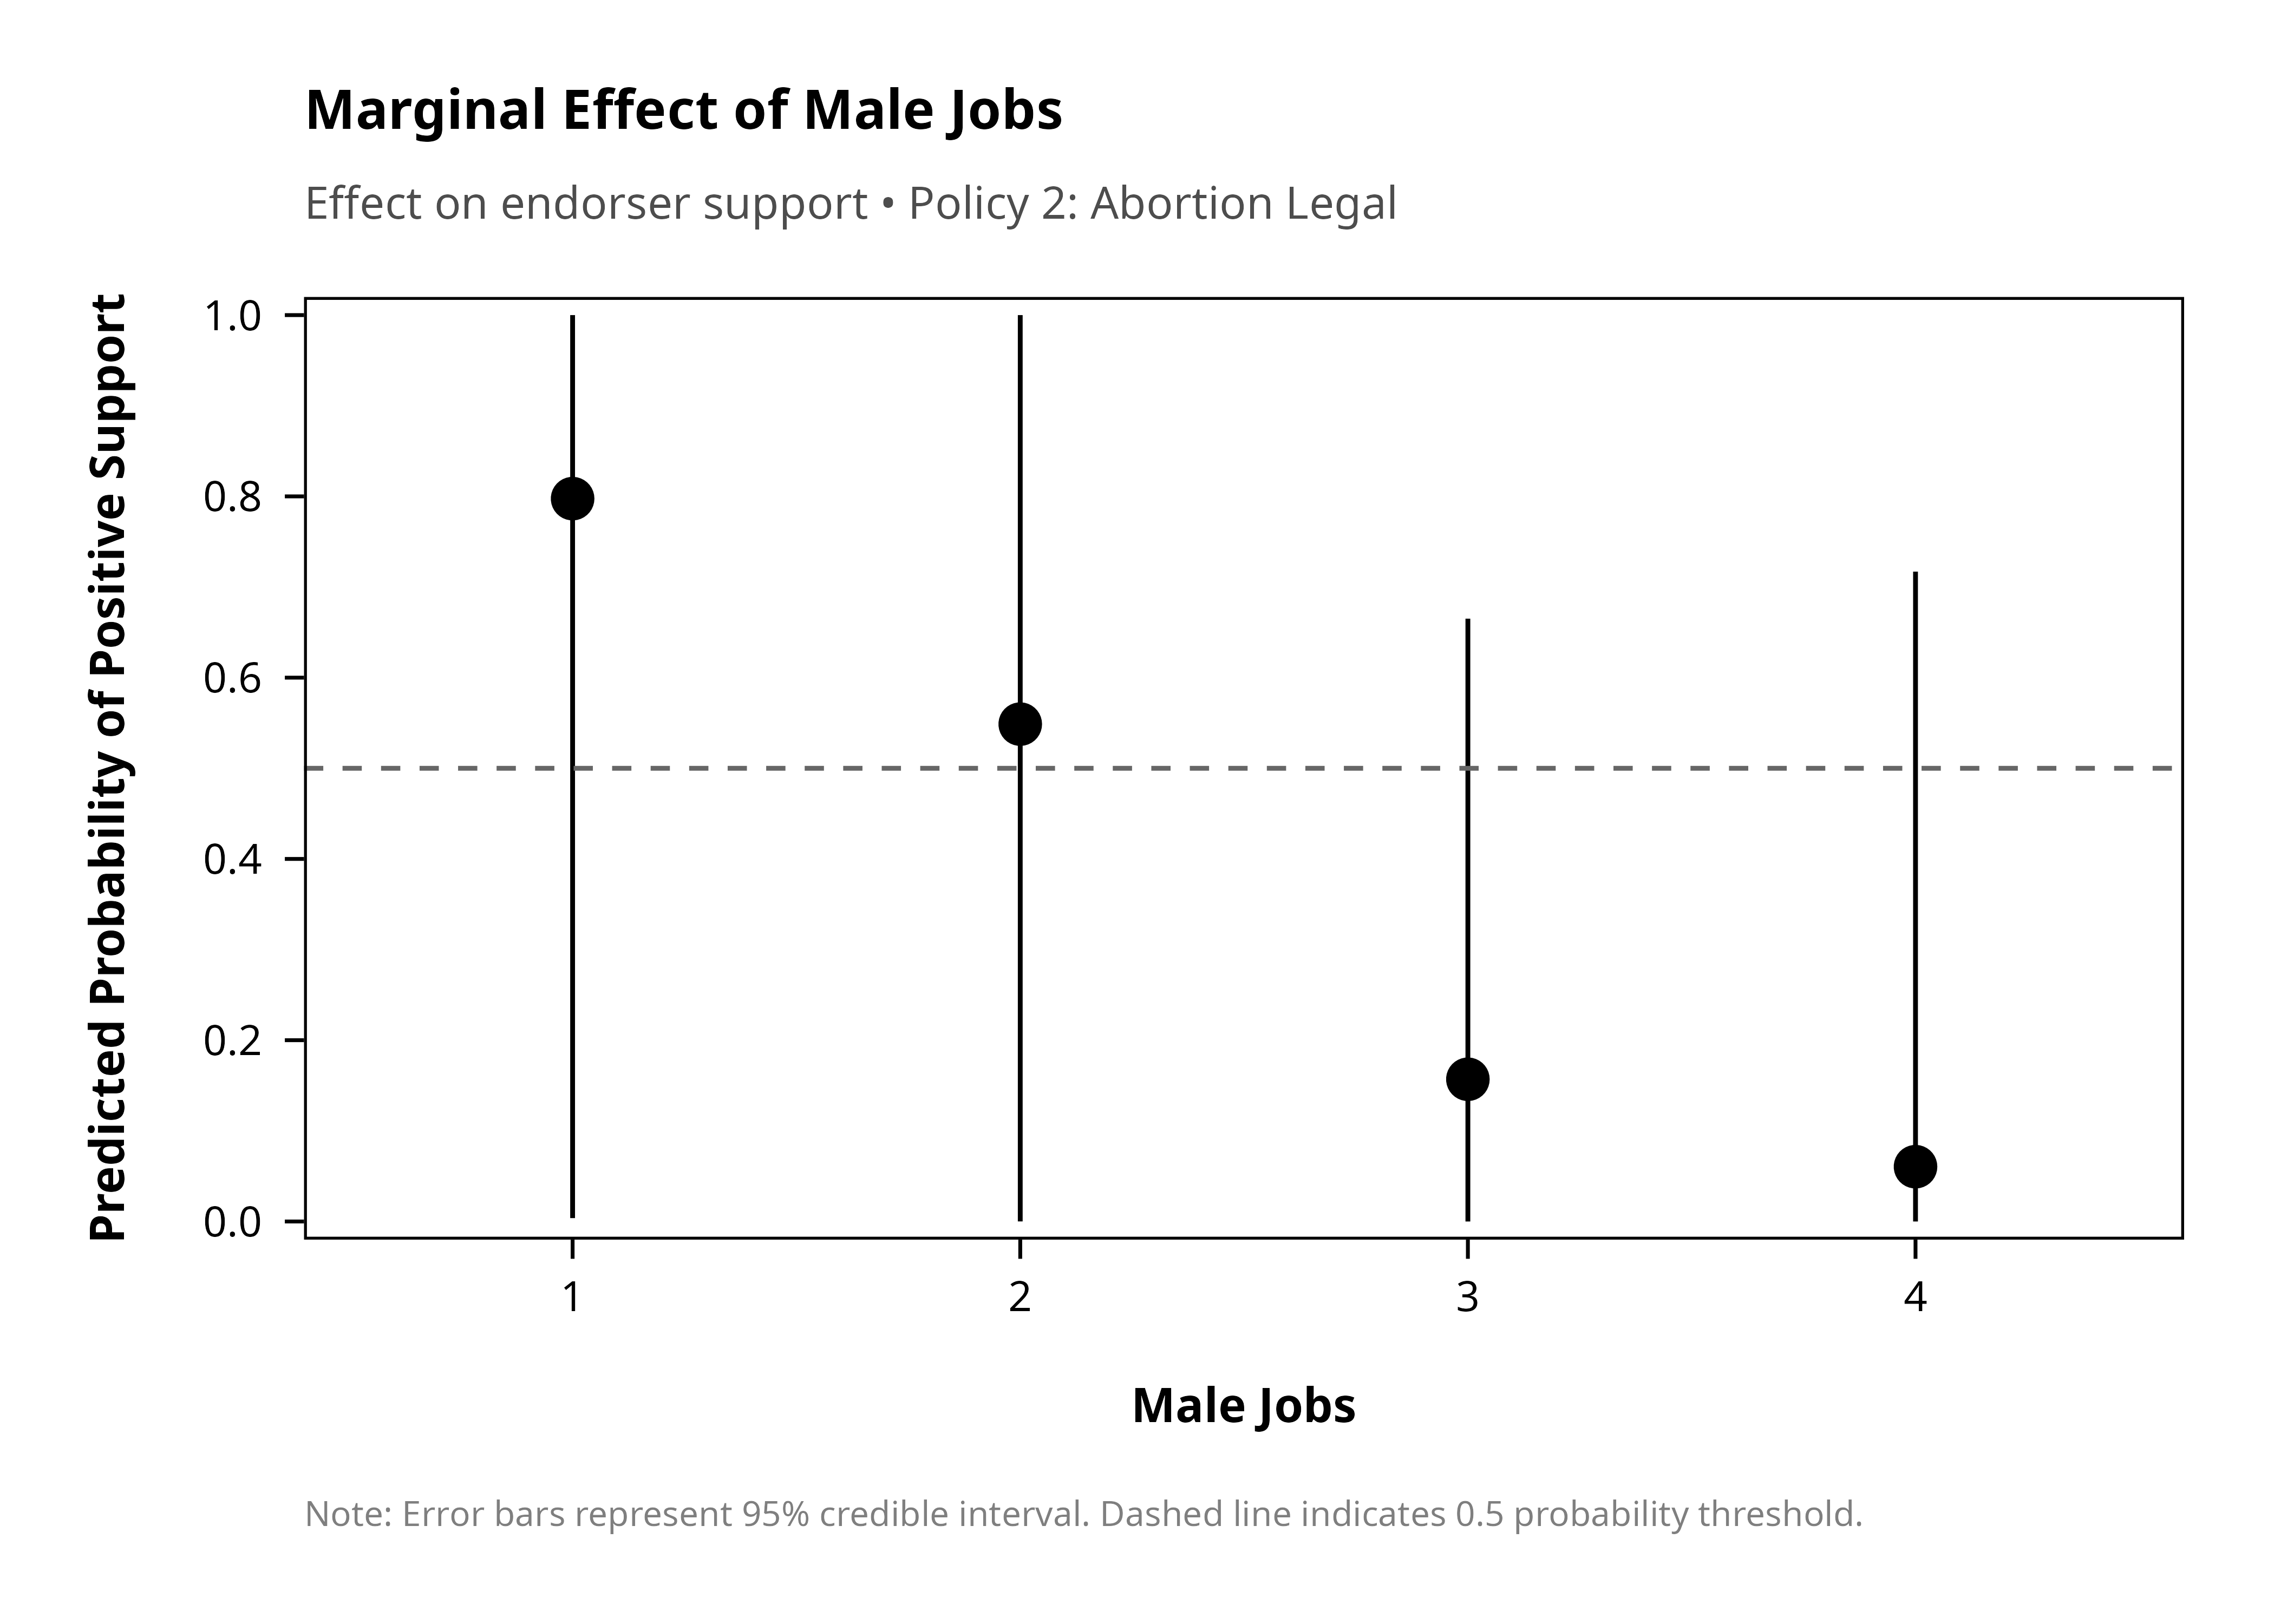 Marginal Effect of Male Jobs
Effect on endorser support • Policy 2: Abortion Legal
Predicted Probability of Positive Support
1.0
0.8
0.6
0.4
0.2
0.0
1 2 3 4
Male Jobs
Note: Error bars represent 95% credible interval. Dashed line indicates 0.5 probability threshold.